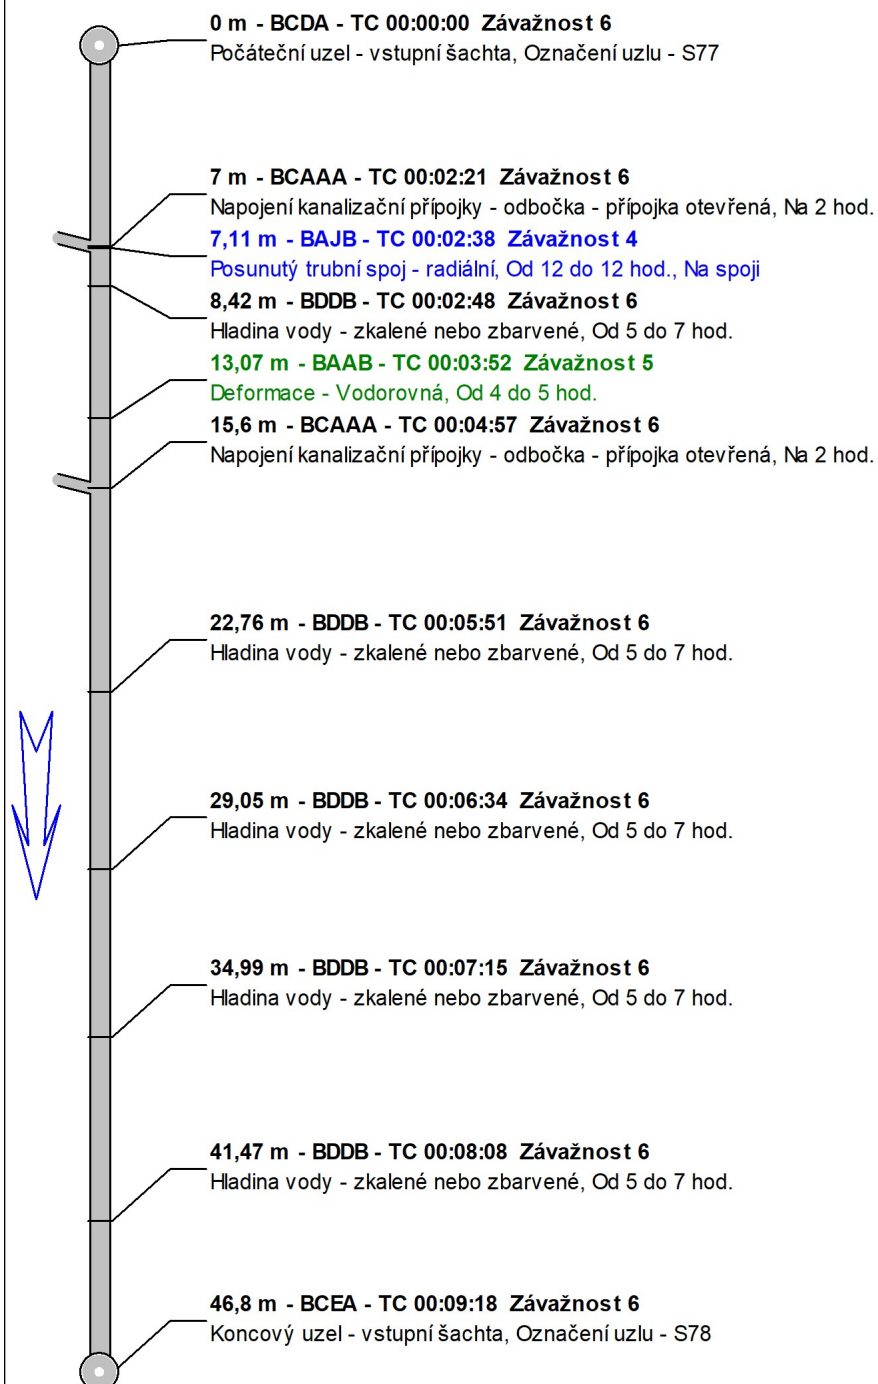 0 m - BCDA - TC 00:00:00 Závažnost 6
Počáteční uzel - vstupní šachta, Označení uzlu - S77
7 m - BCAAA - TC 00:02:21 Závažnost 6
Napojení kanalizační přípojky - odbočka - přípojka otevřená, Na 2 hod.
7,11 m - BAJB - TC 00:02:38 Závažnost 4
Posunutý trubní spoj - radiální, Od 12 do 12 hod., Na spoji
8,42 m - BDDB - TC 00:02:48 Závažnost 6
Hladina vody - zkalené nebo zbarvené, Od 5 do 7 hod.
13,07 m - BAAB - TC 00:03:52 Závažnost 5
Deformace - Vodorovná, Od 4 do 5 hod.
15,6 m - BCAAA - TC 00:04:57 Závažnost 6
Napojení kanalizační přípojky - odbočka - přípojka otevřená, Na 2 hod.
22,76 m - BDDB - TC 00:05:51 Závažnost 6
Hladina vody - zkalené nebo zbarvené, Od 5 do 7 hod.
29,05 m - BDDB - TC 00:06:34 Závažnost 6
Hladina vody - zkalené nebo zbarvené, Od 5 do 7 hod.
34,99 m - BDDB - TC 00:07:15 Závažnost 6
Hladina vody - zkalené nebo zbarvené, Od 5 do 7 hod.
41,47 m - BDDB - TC 00:08:08 Závažnost 6
Hladina vody - zkalené nebo zbarvené, Od 5 do 7 hod.
46,8 m - BCEA - TC 00:09:18 Závažnost 6
Koncový uzel - vstupní šachta, Označení uzlu - S78